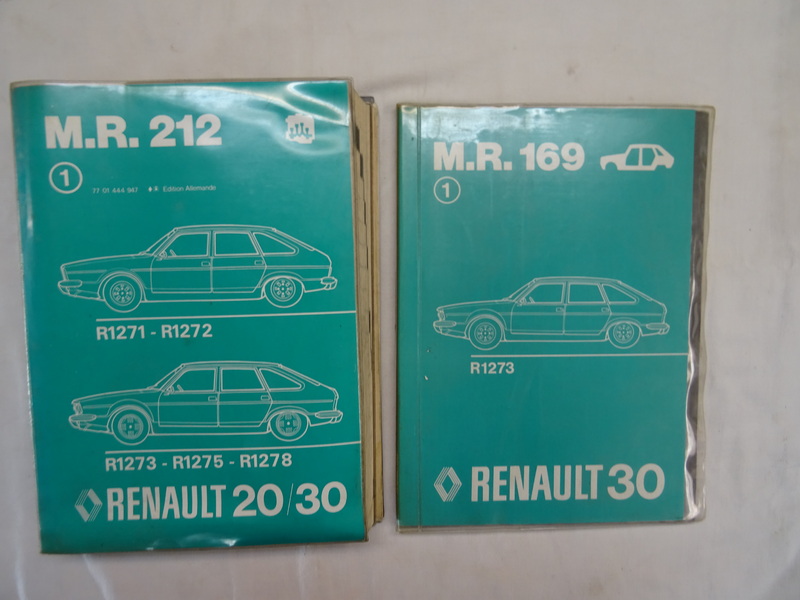 M.R. 212
1
77 01 444 947 Edition Allemande
R1271 - R1272
R1273 - R1275 - R1278
RENAULT 20/30
M.R. 169
1
R1273
RENAULT 30